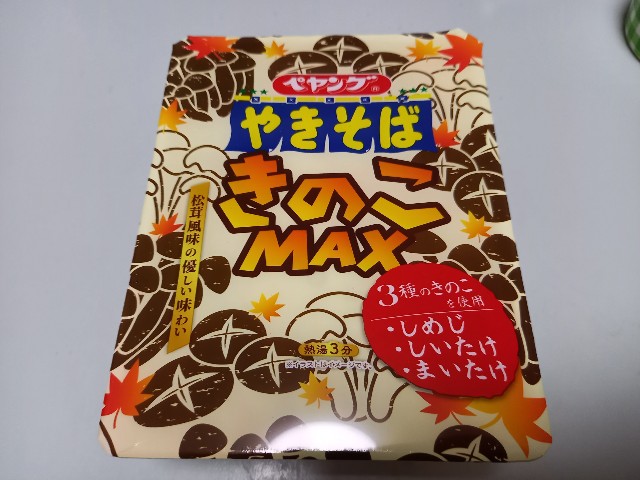 ペヤング
やきそば
きのこ
MAX
松茸風味の優しい味わい
3種のきのこ
を使用
・しめじ
・しいたけ
・まいたけ
熱湯3分
※イラストはイメージです。